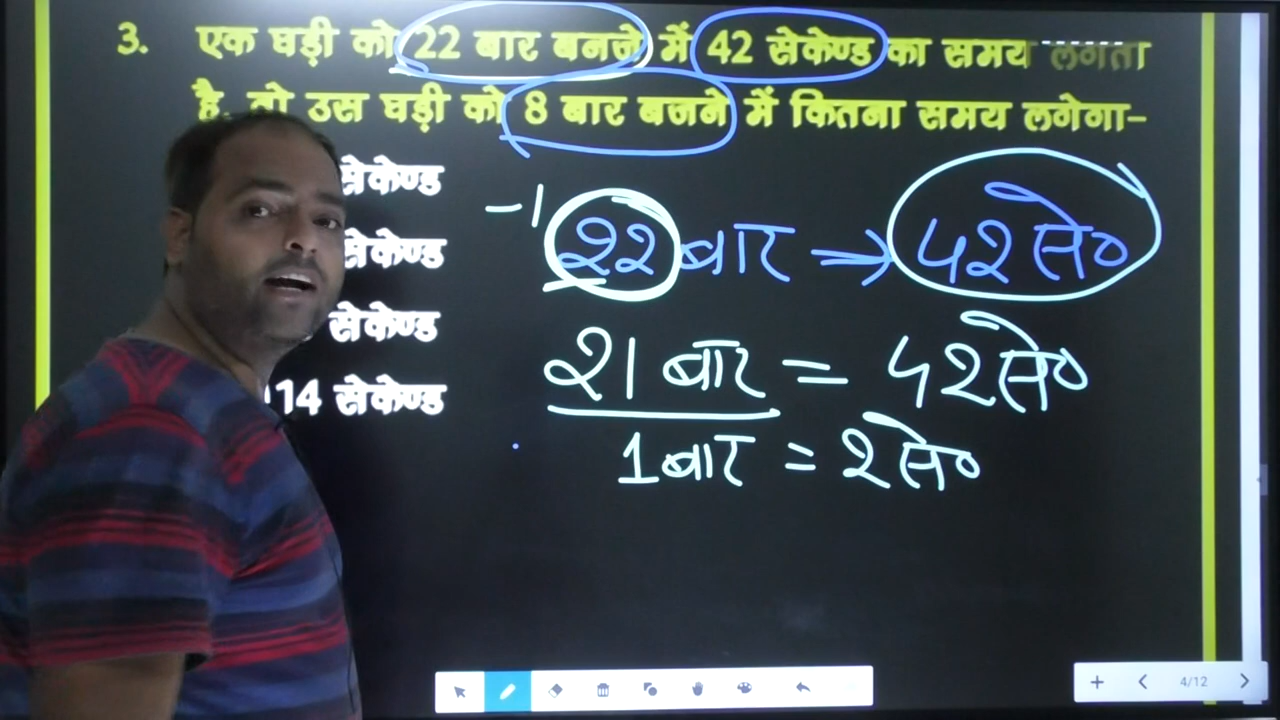 3. एक घड़ी को 22 बार बनजे में 42 सेकेण्ड का समय लगता
है, तो उस घड़ी को 8 बार बजने में कितना समय लगेगा-
सेकेण्ड
सेकेण्ड
सेकेण्ड
14 सेकेण्ड
-1 22 बार ⇒ 42 से०
21 बार = 42 से०
1 बार = 2 से०
4/12